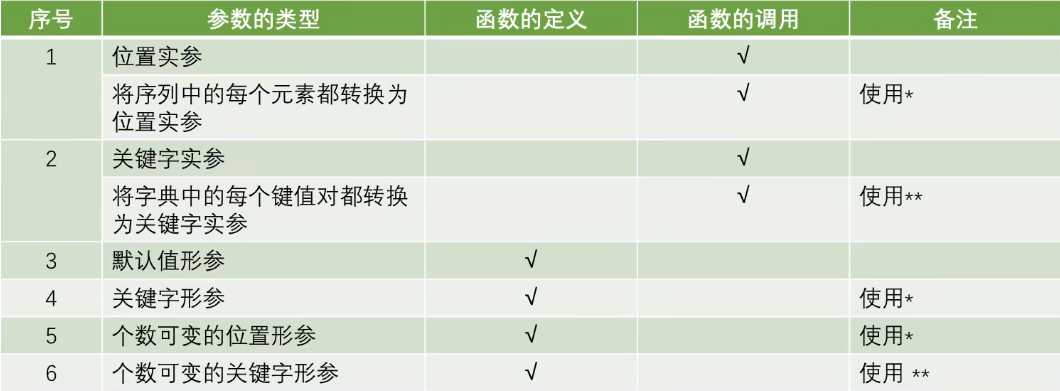 序号 参数的类型 函数的定义 函数的调用 备注
1 位置实参 √
将序列中的每个元素都转换为 √ 使用*
位置实参
2 关键字实参 √
将字典中的每个键值对都转换 √ 使用**
为关键字实参
3 默认值形参 √
4 关键字形参 √ 使用*
5 个数可变的位置形参 √ 使用*
6 个数可变的关键字形参 √ 使用 **